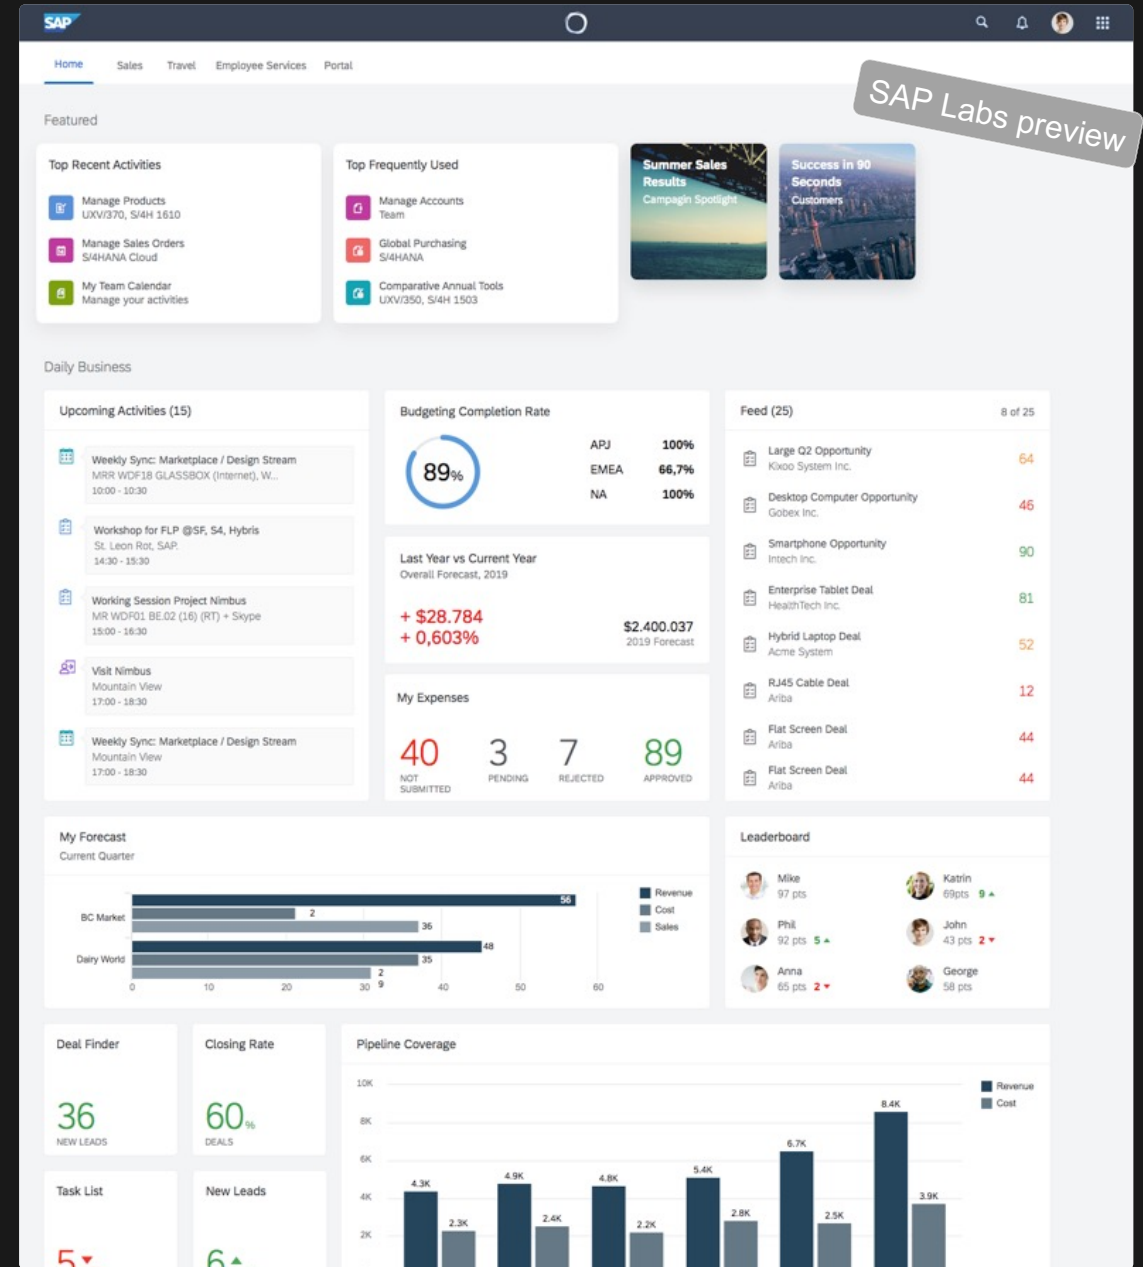 SAP
Home
Sales
Travel
Employee Services
Portal
SAP Labs preview
Featured
Top Recent Activities
Manage Products
UXV/370, S/4H 1610
Manage Sales Orders
S/4HANA Cloud
My Team Calendar
Manage your activities
Top Frequently Used
Manage Accounts
Team
Global Purchasing
S/4HANA
Comparative Annual Tools
UXV/350, S/4H 1503
Summer Sales
Results
Campagin Spotlight
Success in 90
Seconds
Customers
Daily Business
Upcoming Activities (15)
Weekly Sync: Marketplace / Design Stream
MRR WDF18 GLASSBOX (Internet), W...
10:00 - 10:30
Workshop for FLP @SF, S4, Hybris
St. Leon Rot, SAP.
14:30 - 15:30
Working Session Project Nimbus
MR WDF01 BE.02 (16) (RT) + Skype
15:00 - 16:30
Visit Nimbus
Mountain View
17:00 - 18:30
Weekly Sync: Marketplace / Design Stream
Mountain View
17:00 - 18:30
Budgeting Completion Rate
89%
APJ 100%
EMEA 66,7%
NA 100%
Last Year vs Current Year
Overall Forecast, 2019
+ $28.784
+ 0,603%
$2.400.037
2019 Forecast
My Expenses
40
NOT
SUBMITTED
3
PENDING
7
REJECTED
89
APPROVED
Feed (25)
8 of 25
Large Q2 Opportunity
Kixoo System Inc.
64
Desktop Computer Opportunity
Gobex Inc.
46
Smartphone Opportunity
Intech Inc.
90
Enterprise Tablet Deal
HealthTech Inc.
81
Hybrid Laptop Deal
Acme System
52
RJ45 Cable Deal
Ariba
12
Flat Screen Deal
Ariba
44
Flat Screen Deal
Ariba
44
My Forecast
Current Quarter
BC Market
56
2
36
Dairy World
48
35
2
9
0 10 20 30 40 50 60
Revenue
Cost
Sales
Leaderboard
Mike
97 pts
Katrin
69pts 9
Phil
92 pts 5
John
43 pts 2
Anna
65 pts 2
George
58 pts
Deal Finder
36
NEW LEADS
Closing Rate
60%
DEALS
Task List
5
New Leads
6
Pipeline Coverage
10K
8K
6K
4K
2K
4.3K
2.3K
4.9K
2.4K
4.8K
2.2K
5.4K
2.8K
6.7K
2.5K
8.4K
3.9K
Revenue
Cost